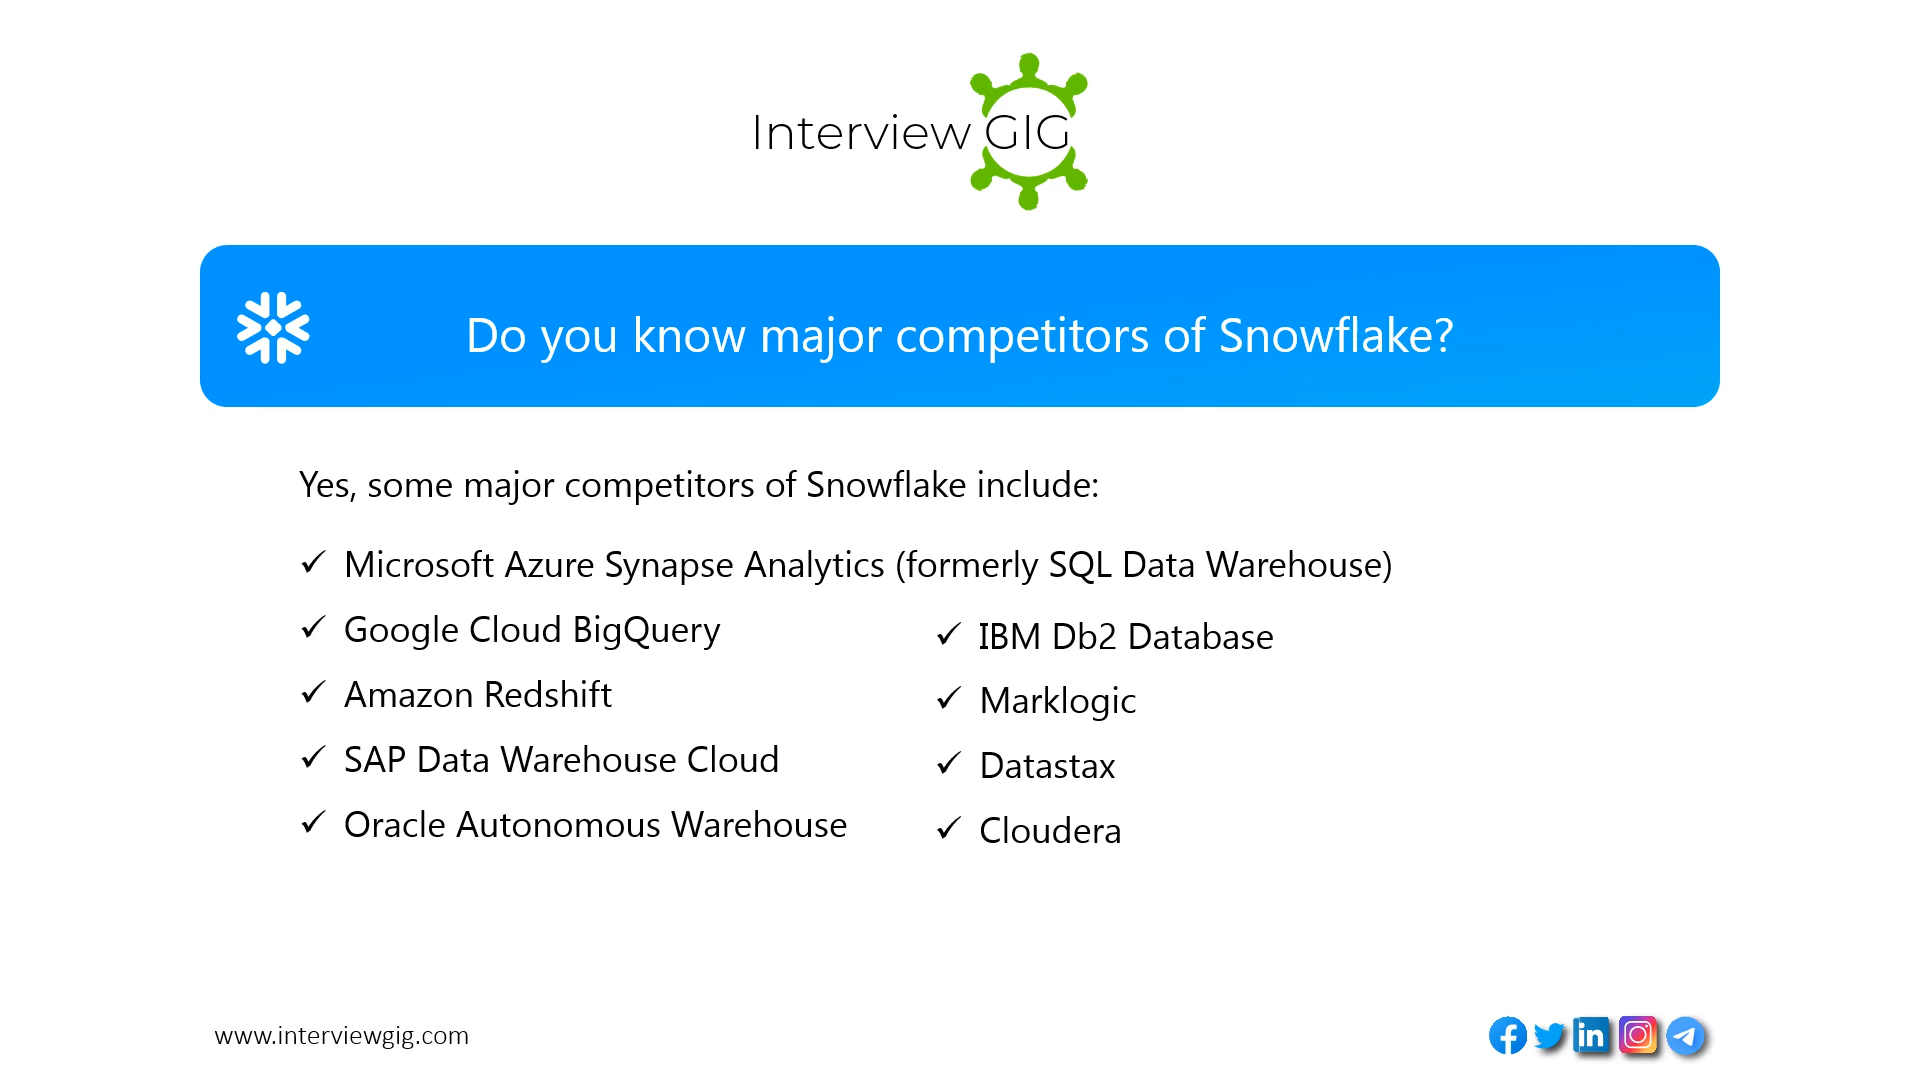 Interview GIG
Do you know major competitors of Snowflake?
Yes, some major competitors of Snowflake include:
✓ Microsoft Azure Synapse Analytics (formerly SQL Data Warehouse)
✓ Google Cloud BigQuery
✓ Amazon Redshift
✓ SAP Data Warehouse Cloud
✓ Oracle Autonomous Warehouse
✓ IBM Db2 Database
✓ Marklogic
✓ Datastax
✓ Cloudera
www.interviewgig.com
in